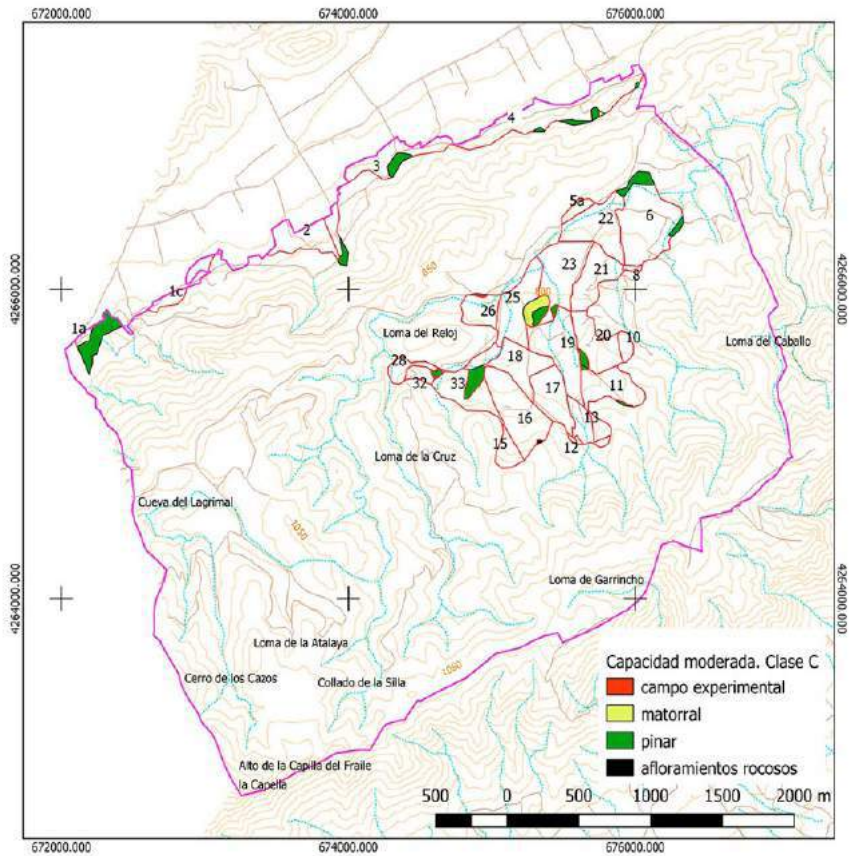 672000.000
674000.000
676000.000
4266000.000
4266000.000
4264000.000
4264000.000
4
3
5a
22
6
2
850
23
21
8
1c
25
26
1a
Loma del Reloj
19
20
10
Loma del Caballo
18
28
32
33
17
11
16
13
15
12
Loma de la Cruz
Cueva del Lagrimal
1050
Loma de Garrincho
Loma de la Atalaya
Cerro de los Cazos
Collado de la Silla
1050
Alto de la Capilla del Fraile
la Capella
Capacidad moderada. Clase C
campo experimental
matorral
pinar
afloramientos rocosos
500 0 500 1000 1500 2000 m
672000.000
674000.000
676000.000